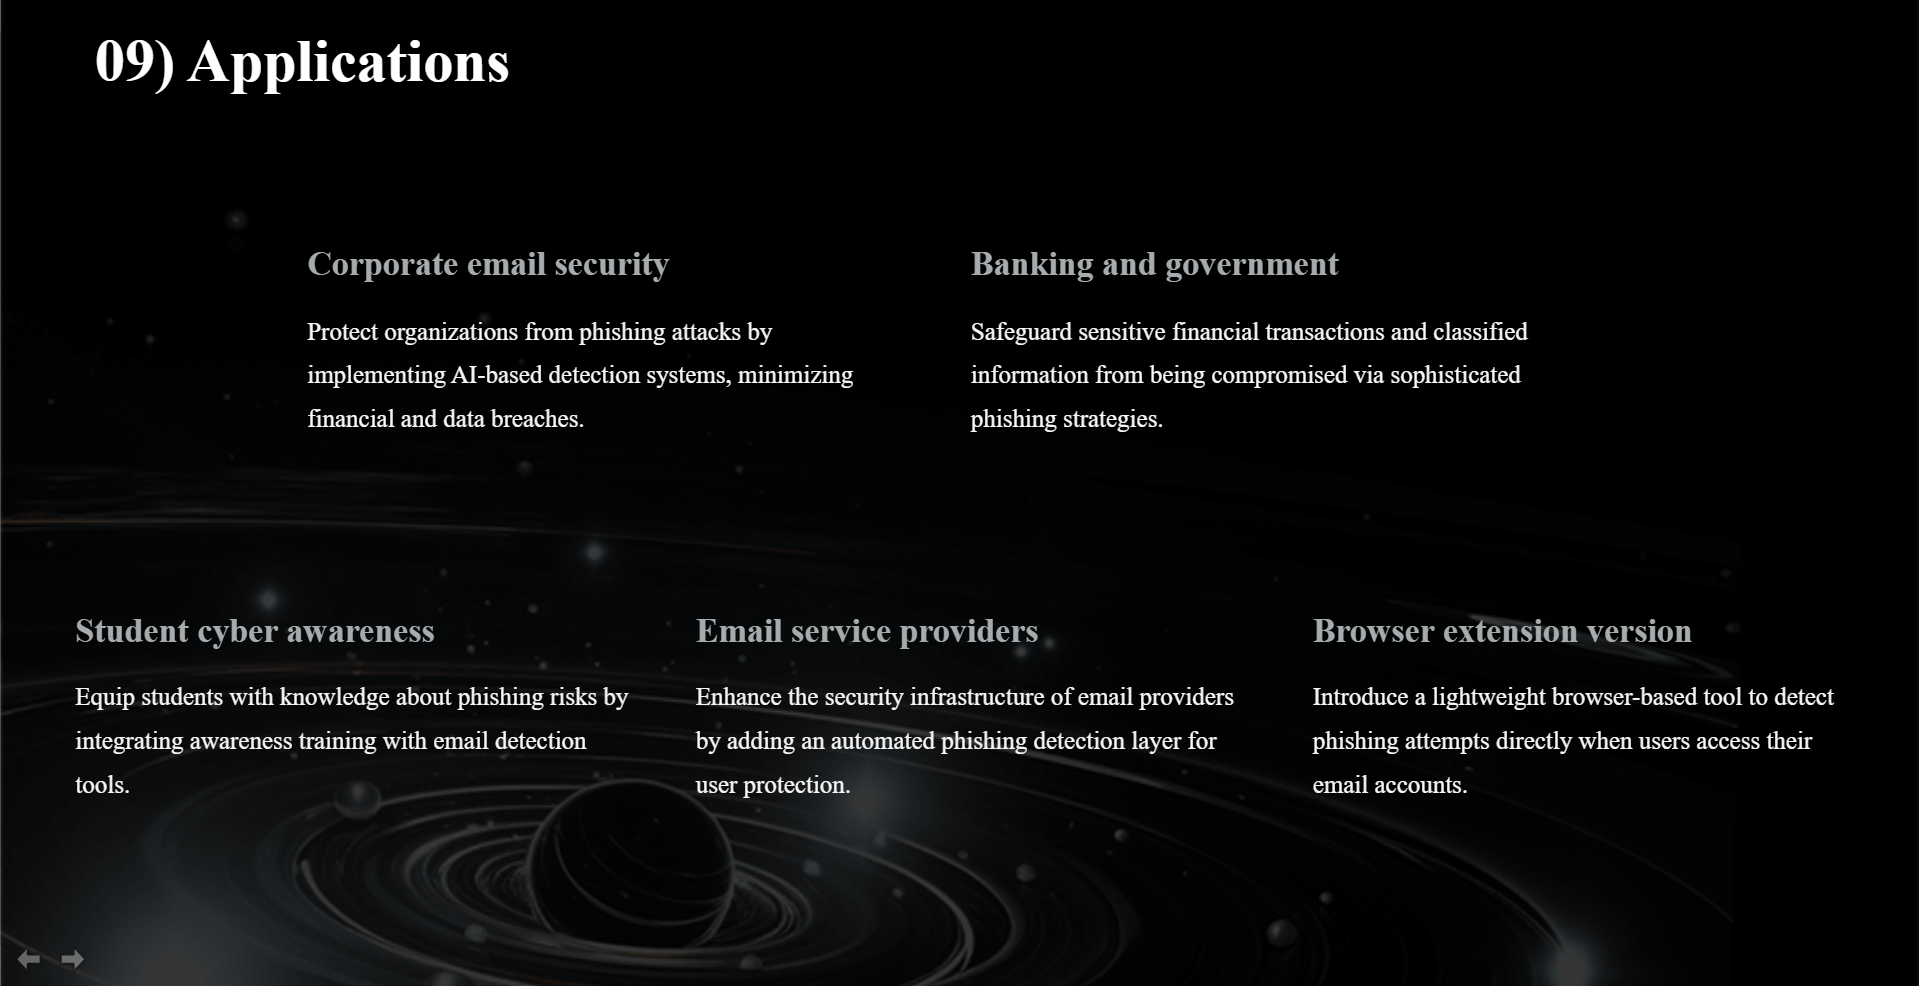 09) Applications
Corporate email security
Protect organizations from phishing attacks by
implementing AI-based detection systems, minimizing
financial and data breaches.
Banking and government
Safeguard sensitive financial transactions and classified
information from being compromised via sophisticated
phishing strategies.
Student cyber awareness
Equip students with knowledge about phishing risks by
integrating awareness training with email detection
tools.
Email service providers
Enhance the security infrastructure of email providers
by adding an automated phishing detection layer for
user protection.
Browser extension version
Introduce a lightweight browser-based tool to detect
phishing attempts directly when users access their
email accounts.